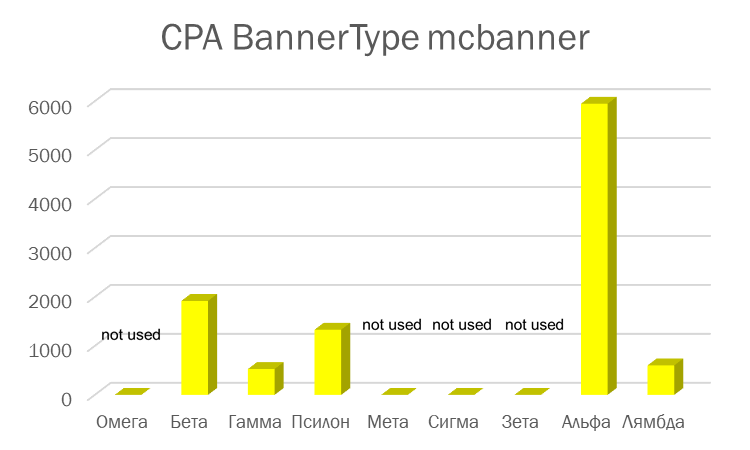 CPA BannerType mcbanner
6000
5000
4000
3000
2000
1000
0
not used
not used
not used
not used
Омега
Бета
Гамма
Псилон
Мета
Сигма
Зета
Альфа
Лямбда